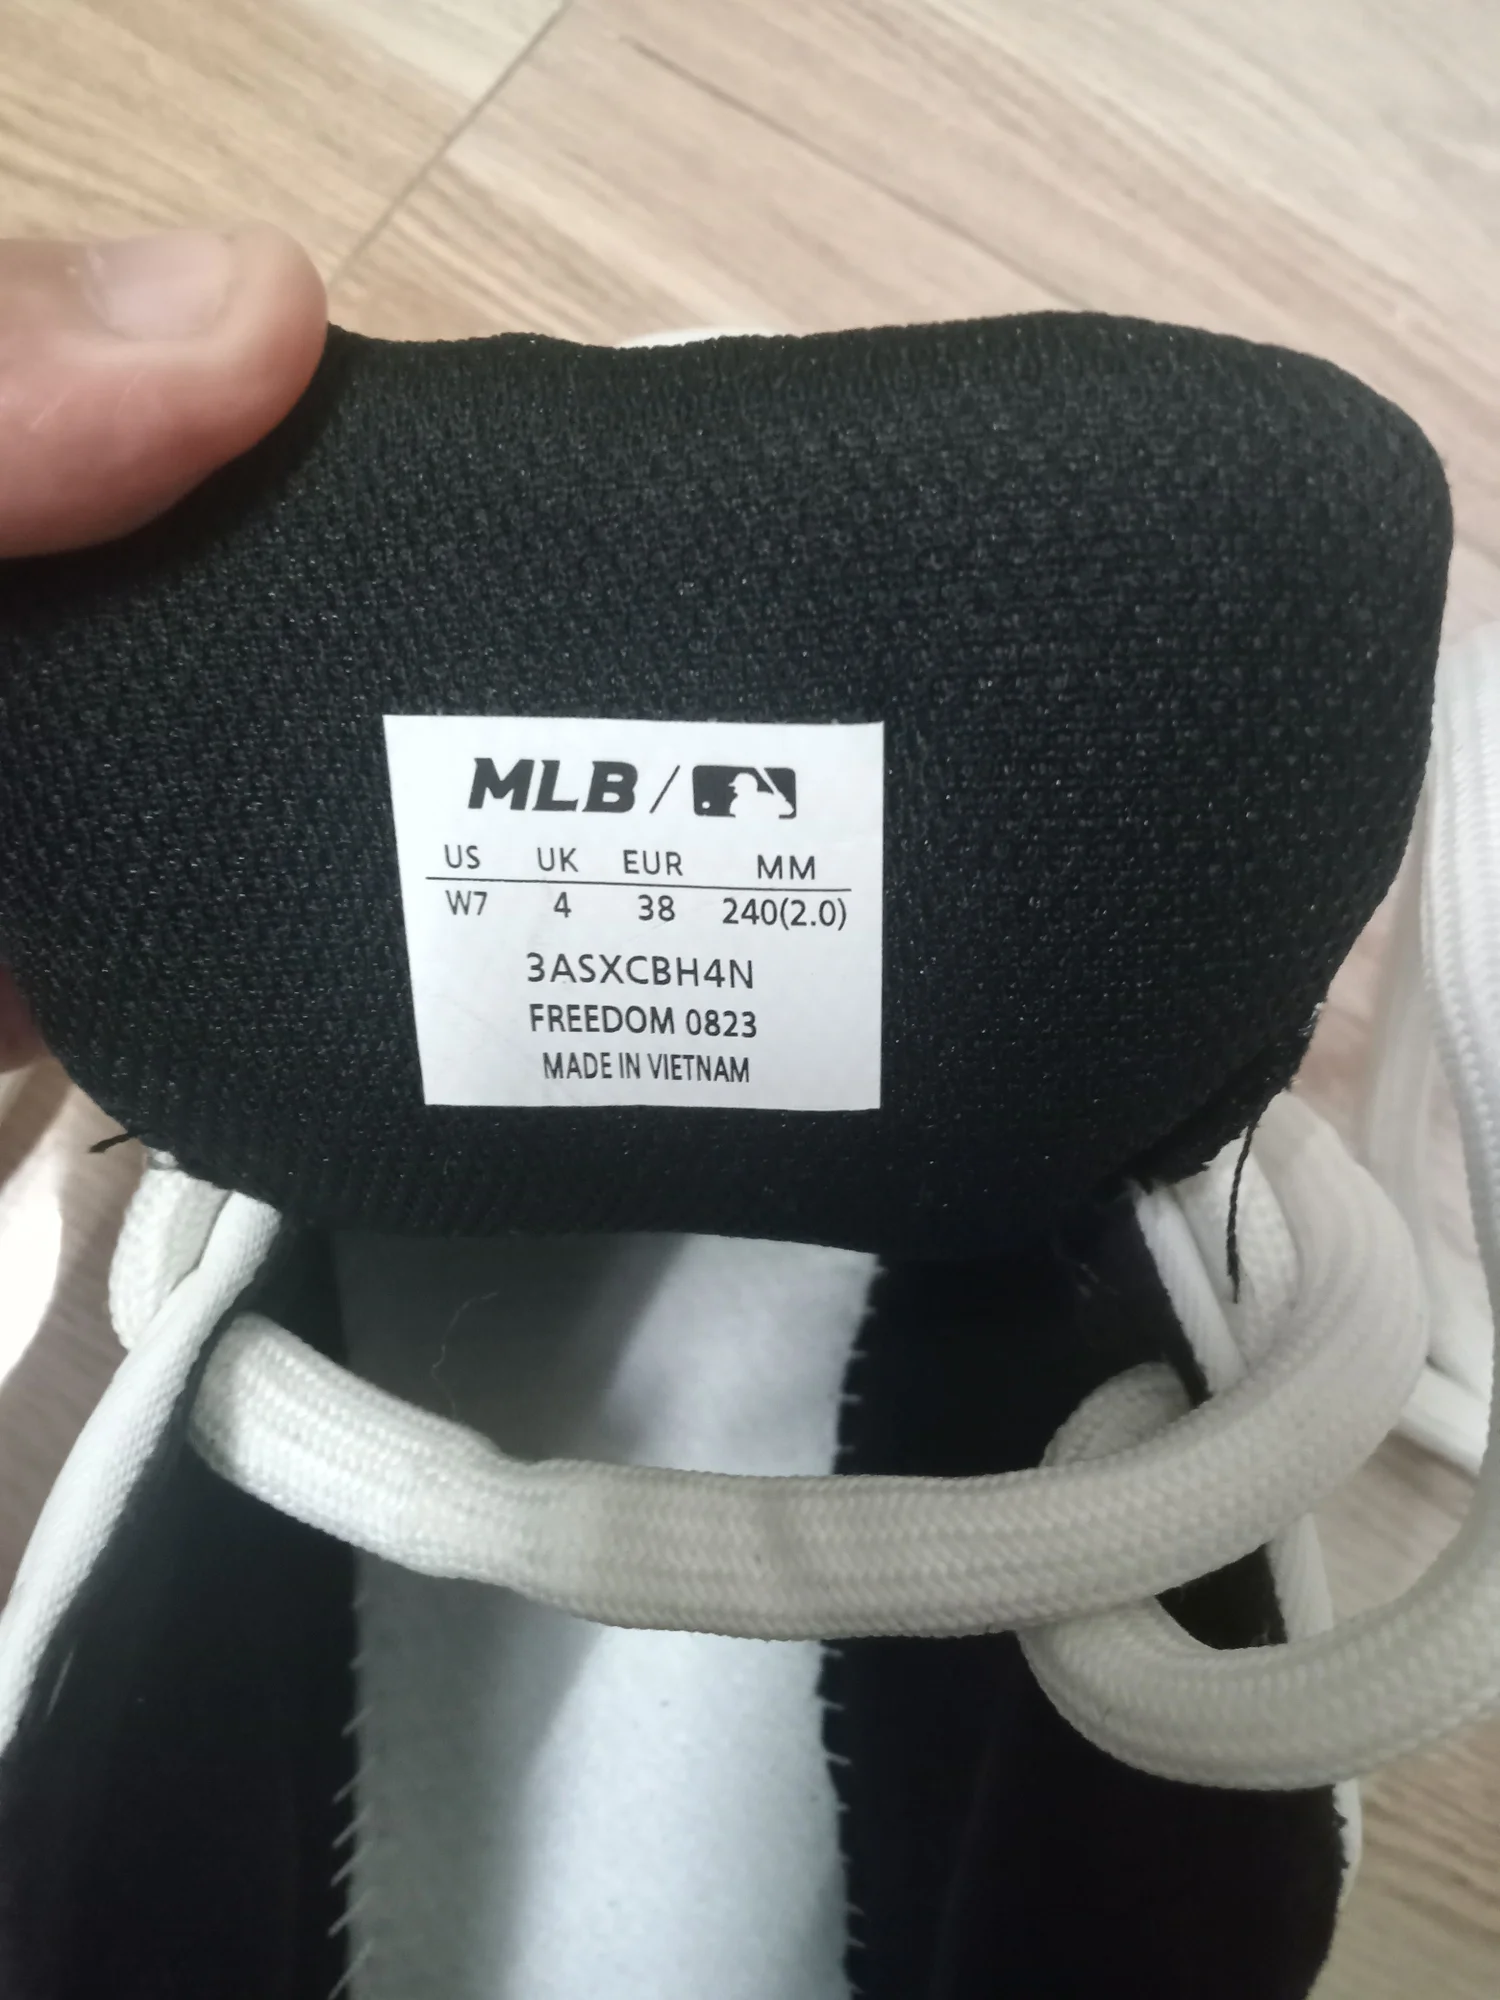 MLB /
US UK EUR MM
W7 4 38 240(2.0)
3ASXCBH4N
FREEDOM 0823
MADE IN VIETNAM